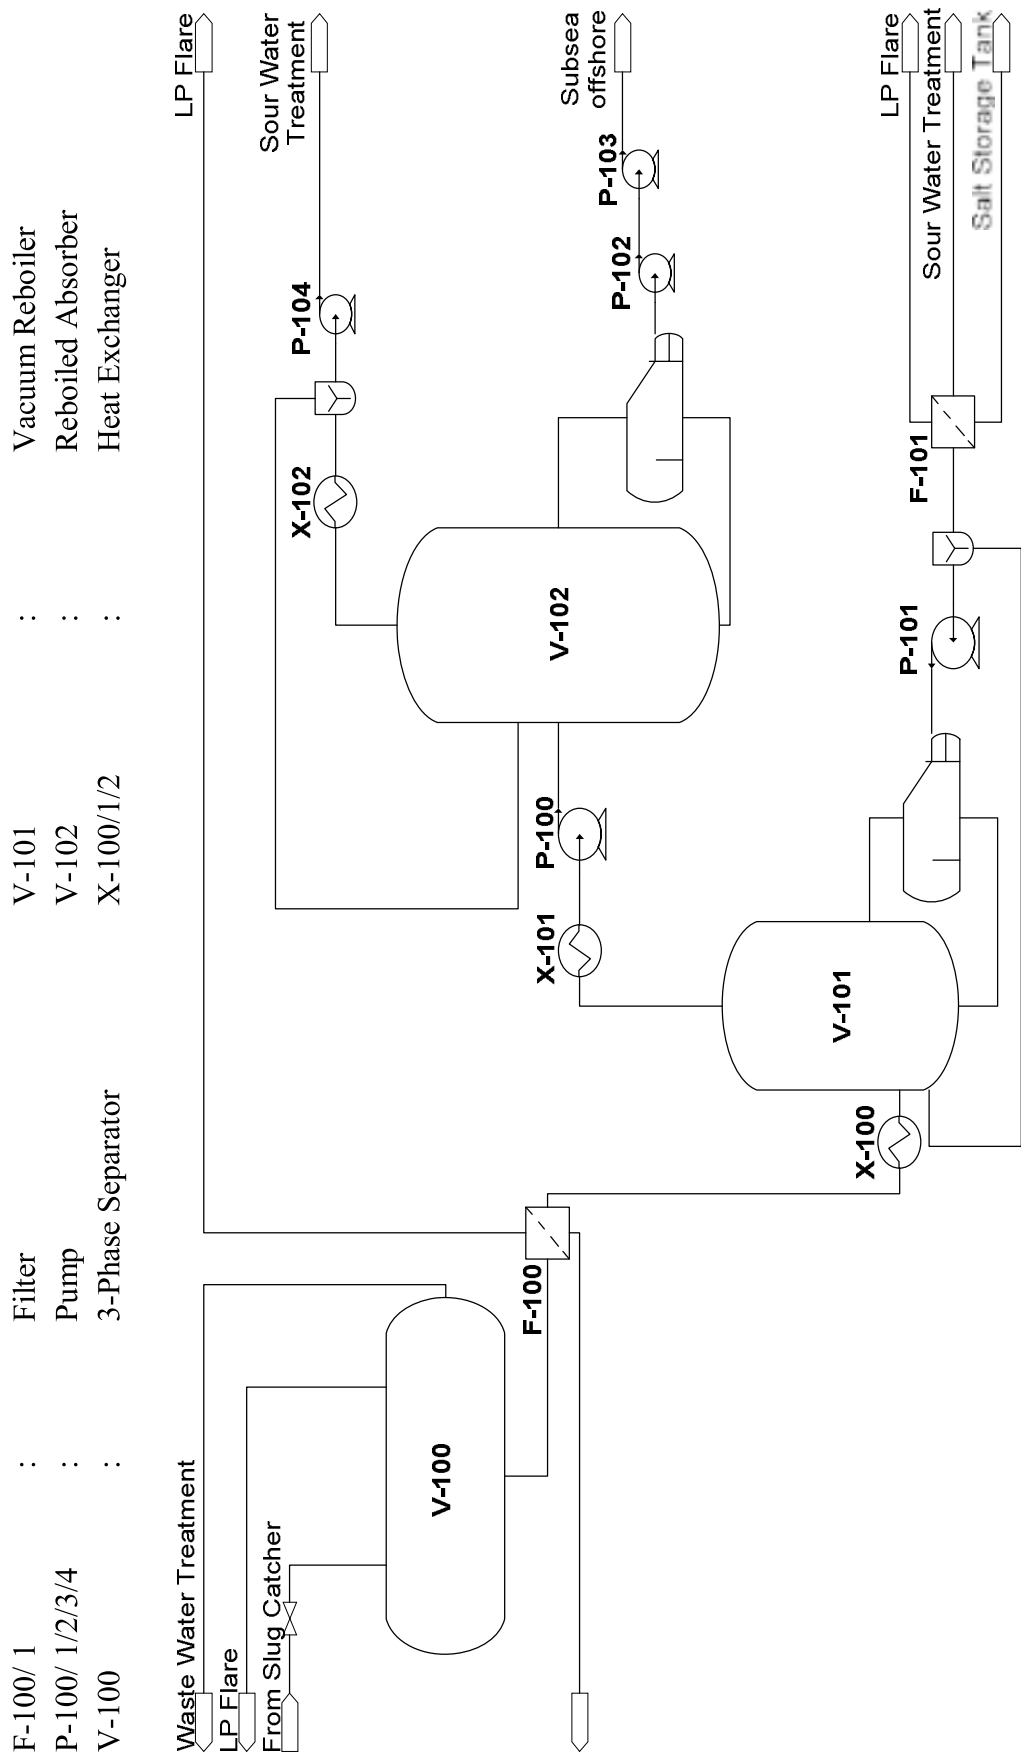 F-100/ 1 : Filter V-101 : Vacuum Reboiler
P-100/ 1/2/3/4 : Pump V-102 : Reboiled Absorber
V-100 : 3-Phase Separator X-100/1/2 : Heat Exchanger
Waste Water Treatment
LP Flare
From Slug Catcher
V-100
F-100
LP Flare
Sour Water
Treatment
P-104
X-102
V-102
P-100
X-101
Subsea
offshore
P-103
P-102
X-100
V-101
P-101
F-101
LP Flare
Sour Water Treatment
Salt Storage Tank